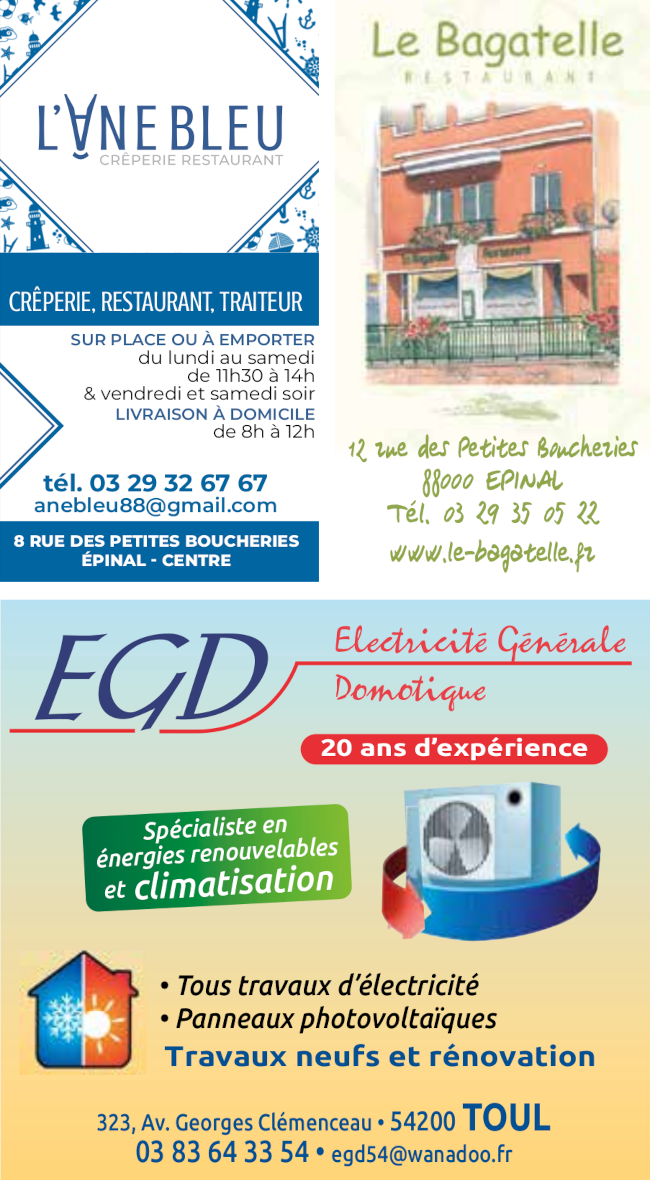 L'ANE BLEU
CRÊPERIE RESTAURANT
CRÊPERIE, RESTAURANT, TRAITEUR
SUR PLACE OU À EMPORTER
du lundi au samedi
de 11h30 à 14h
& vendredi et samedi soir
LIVRAISON À DOMICILE
de 8h à 12h
tél. 03 29 32 67 67
anebleu88@gmail.com
8 RUE DES PETITES BOUCHERIES
ÉPINAL - CENTRE
Le Bagatelle
RESTAURANT
Le Bagatelle Restaurant
12 rue des Petites Boucheries
88000 EPINAL
Tél. 03 29 35 05 22
www.le-bagatelle.fr
EGD
Electricité Générale
Domotique
20 ans d'expérience
Spécialiste en
énergies renouvelables
et climatisation
• Tous travaux d'électricité
• Panneaux photovoltaïques
Travaux neufs et rénovation
323, Av. Georges Clémenceau • 54200 TOUL
03 83 64 33 54 • egd54@wanadoo.fr